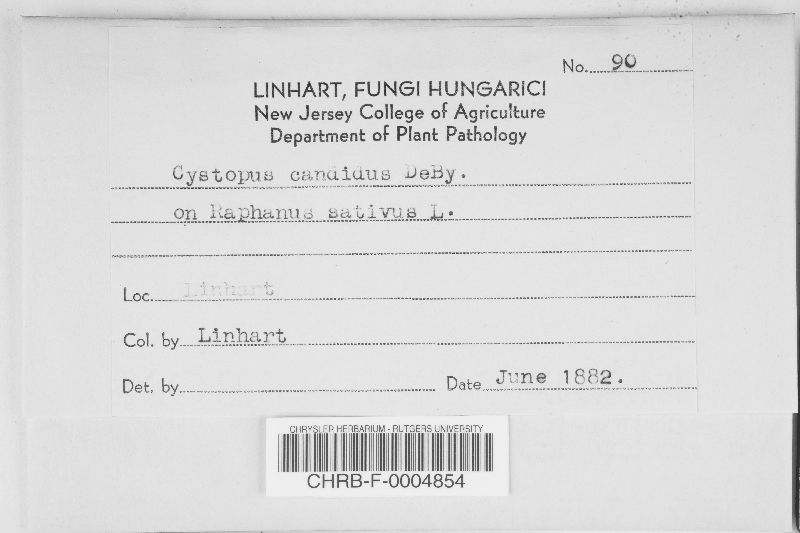 No. 90
LINHART, FUNGI HUNGARICI
New Jersey College of Agriculture
Department of Plant Pathology
Cystopus candidus DeBy.
on Raphanus sativus L.
Loc. Linhart
Col. by Linhart
Det. by
Date June 1882.
CHRYSLER HERBARIUM - RUTGERS UNIVERSITY
CHRB-F-0004854